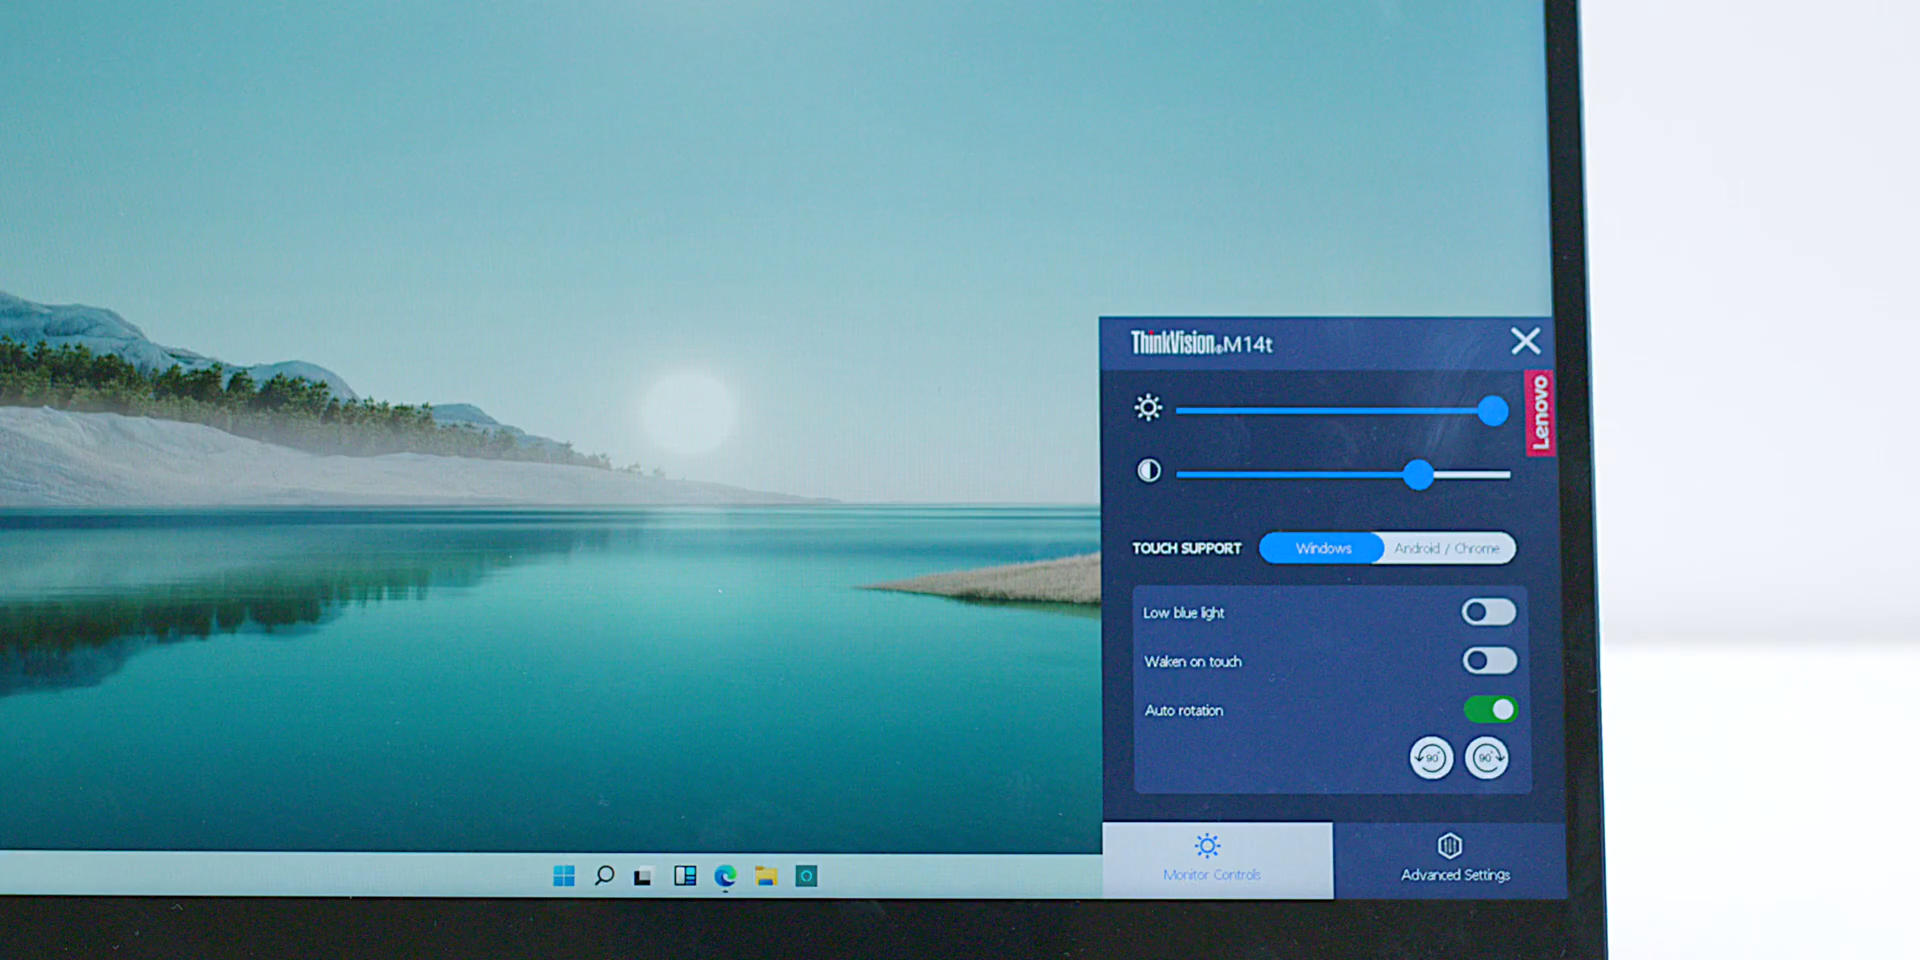 ThinkVision® M14t
Lenovo
TOUCH SUPPORT Windows Android / Chrome
Low blue light
Waken on touch
Auto rotation
90° 90°
Monitor Controls Advanced Settings